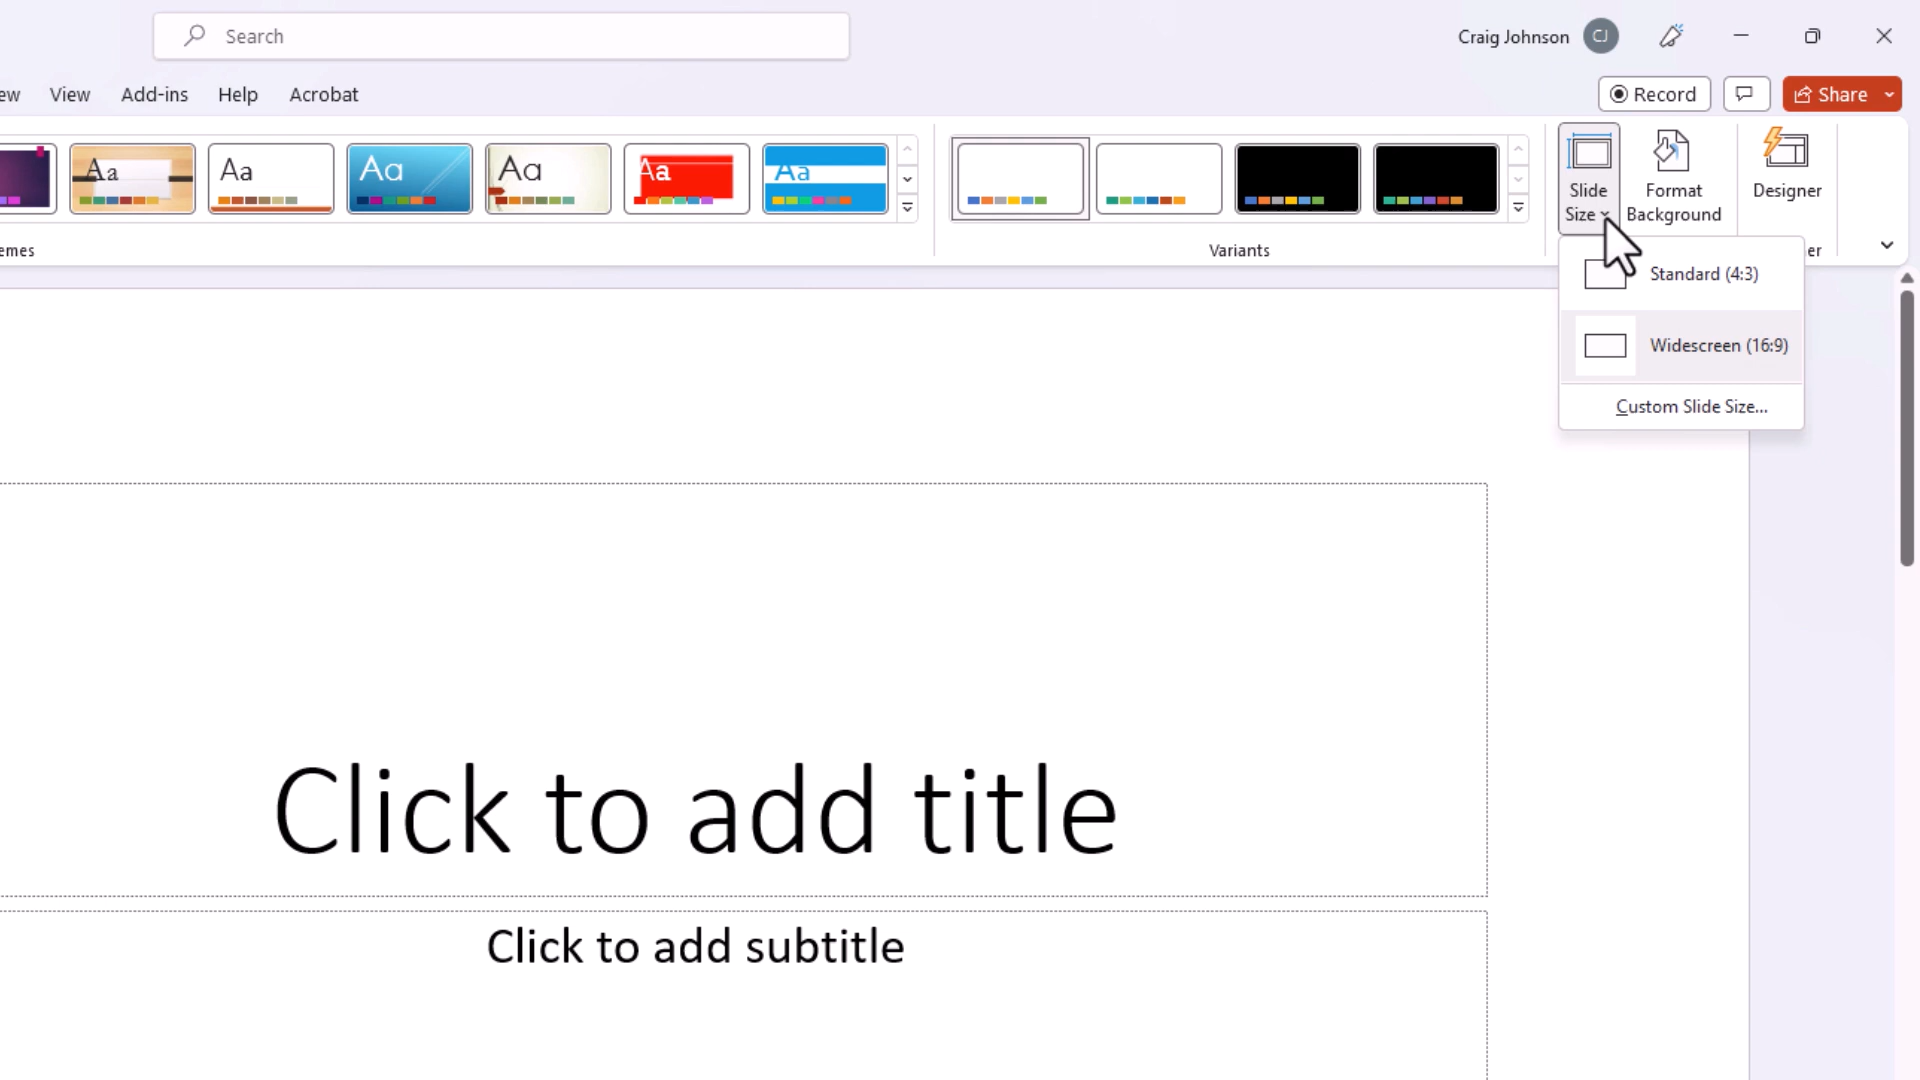 Search
Craig Johnson CJ
ew View Add-ins Help Acrobat
Record
Share
Aa Aa Aa Aa Aa Aa
Slide
Size
Format
Background
Designer
emes
Variants
er
Standard (4:3)
Widescreen (16:9)
Custom Slide Size...
Click to add title
Click to add subtitle